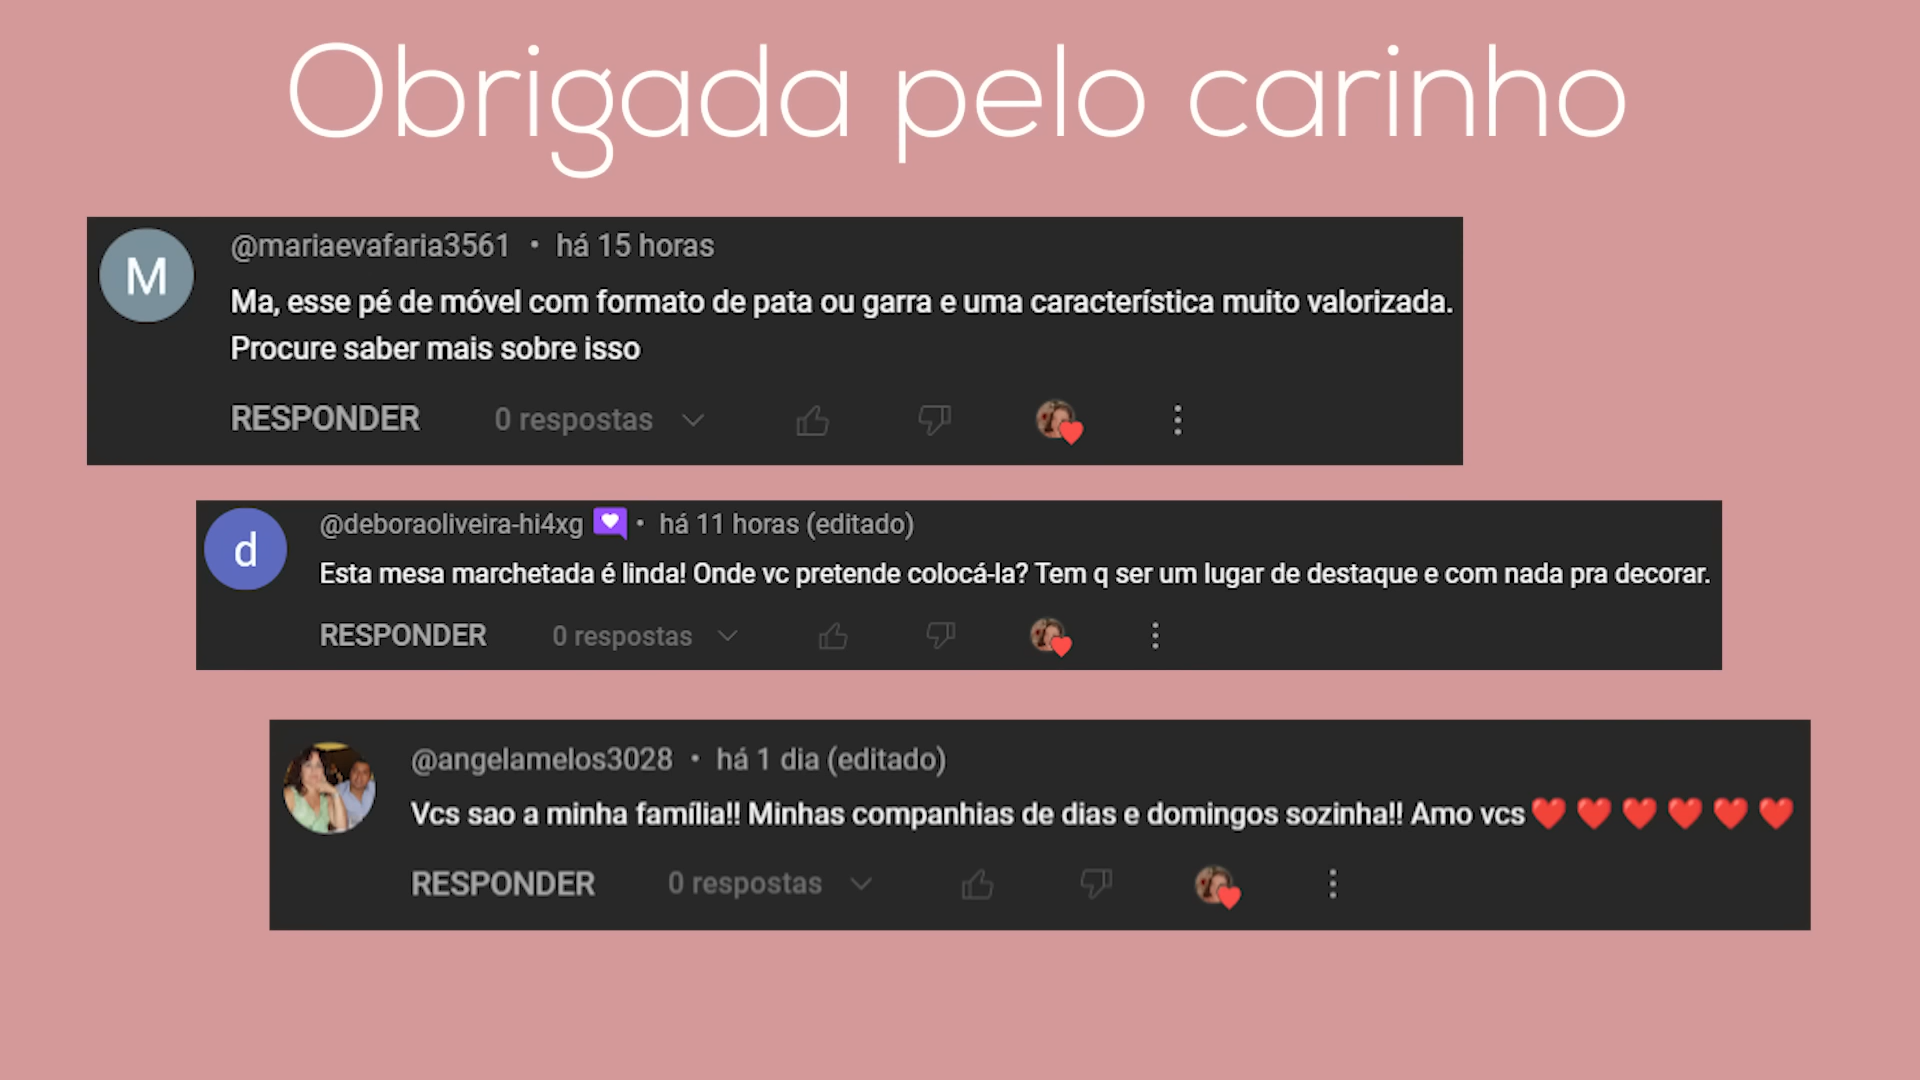 Obrigada pelo carinho
M
@mariaevafaria3561 • há 15 horas
Ma, esse pé de móvel com formato de pata ou garra e uma característica muito valorizada.
Procure saber mais sobre isso
RESPONDER 0 respostas
d
@deboraoliveira-hi4xg • há 11 horas (editado)
Esta mesa marchetada é linda! Onde vc pretende colocá-la? Tem q ser um lugar de destaque e com nada pra decorar.
RESPONDER 0 respostas
@angelamelos3028 • há 1 dia (editado)
Vcs sao a minha família!! Minhas companhias de dias e domingos sozinha!! Amo vcs❤️ ❤️ ❤️ ❤️ ❤️ ❤️
RESPONDER 0 respostas